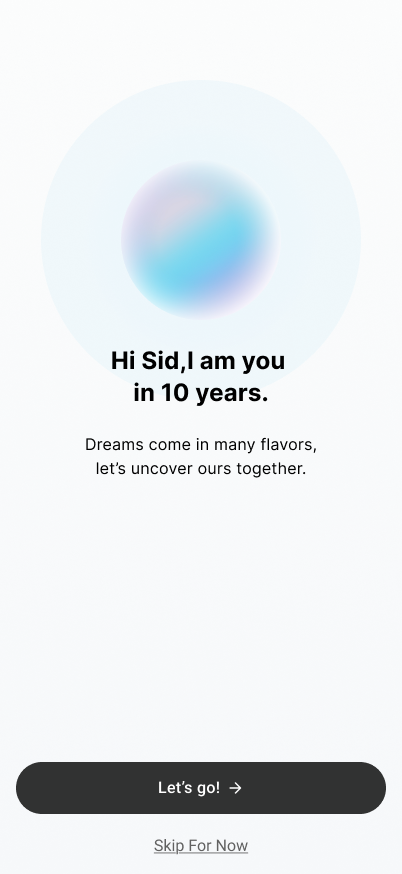 Hi Sid,I am you
in 10 years.
Dreams come in many flavors,
let’s uncover ours together.
Let’s go! →
Skip For Now